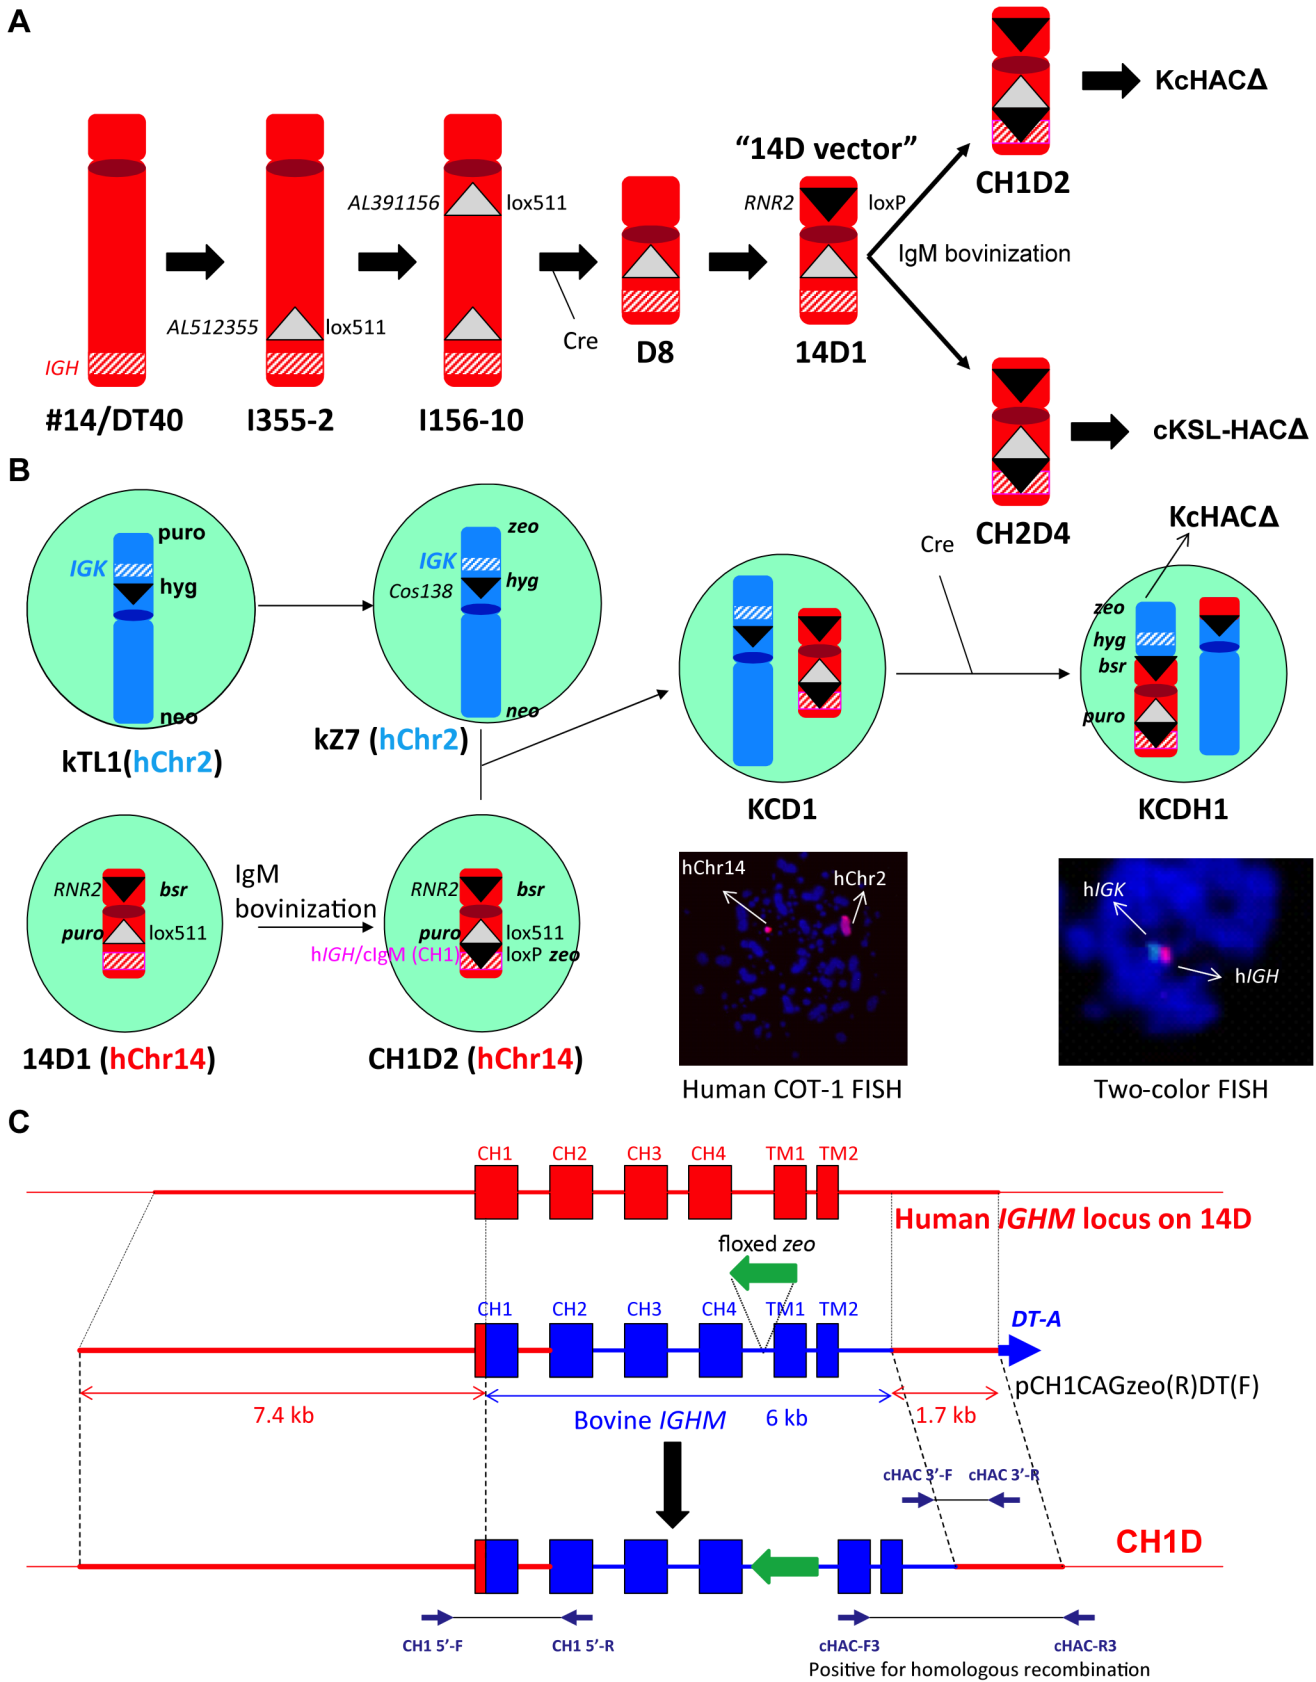 A
KcHACΔ
"14D vector"
CH1D2
AL391156
lox511
RNR2
loxP
IgM bovinization
AL512355
lox511
Cre
IGH
D8
14D1
#14/DT40
I355-2
I156-10
cKSL-HACΔ
CH2D4
B
KcHACΔ
puro
IGK
hyg
neo
kTL1(hChr2)
zeo
IGK
Cos138
hyg
neo
kZ7 (hChr2)
Cre
KCD1
zeo
hyg
bsr
puro
KCDH1
RNR2
bsr
puro
lox511
14D1 (hChr14)
IgM
bovinization
RNR2
bsr
puro
lox511
hIGH/cIgM (CH1)
loxP zeo
CH1D2 (hChr14)
hChr14
hChr2
Human COT-1 FISH
hIGK
hIGH
Two-color FISH
C
CH1
CH2
CH3
CH4
TM1
TM2
Human IGHM locus on 14D
floxed zeo
CH1
CH2
CH3
CH4
TM1
TM2
DT-A
pCH1CAGzeo(R)DT(F)
7.4 kb
Bovine IGHM
6 kb
1.7 kb
cHAC 3’-F
cHAC 3’-R
CH1D
CH1 5’-F
CH1 5’-R
cHAC-F3
cHAC-R3
Positive for homologous recombination